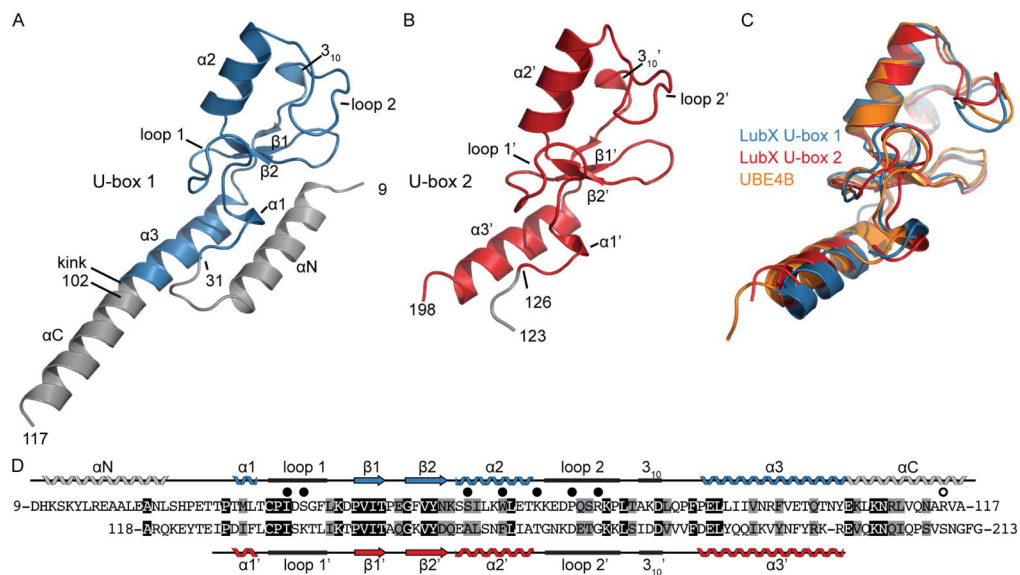 A
α2
3₁₀
loop 2
loop 1
β1
β2
U-box 1
9
α1
α3
αN
kink
102
31
αC
117
B
3₁₀'
α2'
loop 2'
loop 1'
β1'
U-box 2
β2'
α3'
α1'
198
126
123
C
LubX U-box 1
LubX U-box 2
UBE4B
D
αN α1 loop 1 β1 β2 α2 loop 2 3₁₀ α3 αC
9-DHKSKYLREAALEANLSHPETTIPTMLTCPIDSGFLKDPVITPEGFVYNKSSILKWLETKKEDPQSRKPLTAKDLQPFPELLIIVNRFVETQTNYEKLKNRLVQNARVA-117
118-ARQKEYTEIPDIFLCPISKTLIKTPVITAQGFVYDQEALSNFLIATGNKDETGKKLSIDDVVVFDELYQQIKVYNFYRK-REVQKNQIQPSVSNGFG-213
α1' loop 1' β1' β2' α2' loop 2' 3₁₀' α3'